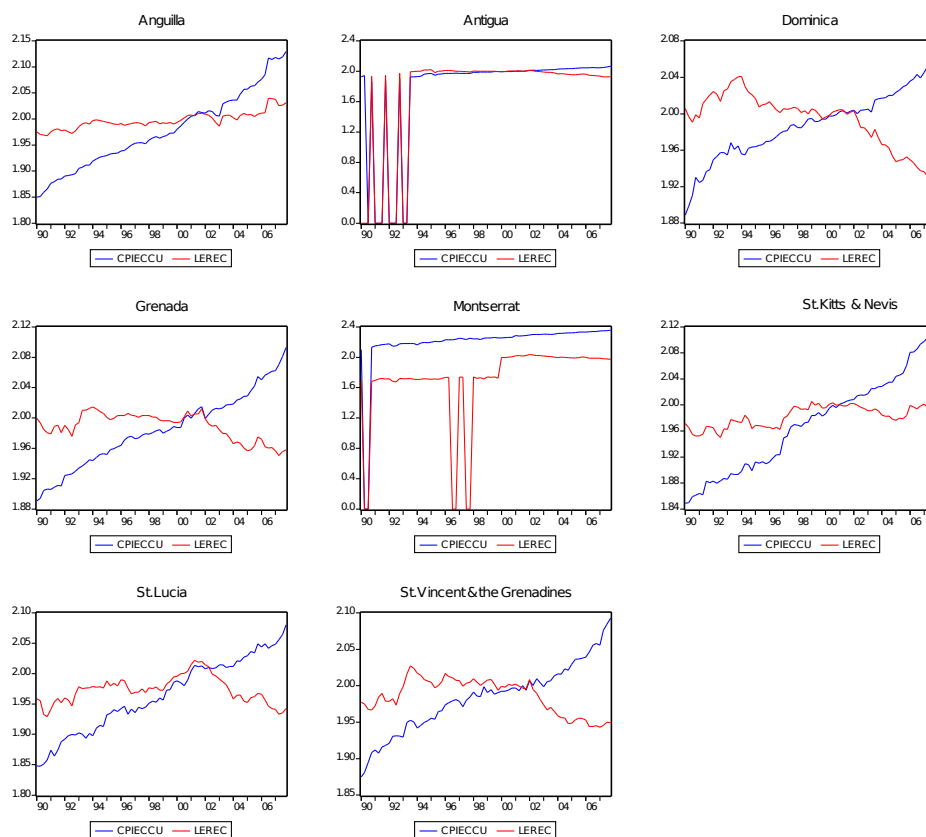 Anguilla
2.15
2.10
2.05
2.00
1.95
1.90
1.85
1.80
90 92 94 96 98 00 02 04 06
CPIECCU LEREC
Antigua
2.4
2.0
1.6
1.2
0.8
0.4
0.0
90 92 94 96 98 00 02 04 06
CPIECCU LEREC
Dominica
2.08
2.04
2.00
1.96
1.92
1.88
90 92 94 96 98 00 02 04 06
CPIECCU LEREC
Grenada
2.12
2.08
2.04
2.00
1.96
1.92
1.88
90 92 94 96 98 00 02 04 06
CPIECCU LEREC
Montserrat
2.4
2.0
1.6
1.2
0.8
0.4
0.0
90 92 94 96 98 00 02 04 06
CPIECCU LEREC
St.Kitts & Nevis
2.12
2.08
2.04
2.00
1.96
1.92
1.88
1.84
90 92 94 96 98 00 02 04 06
CPIECCU LEREC
St.Lucia
2.10
2.05
2.00
1.95
1.90
1.85
1.80
90 92 94 96 98 00 02 04 06
CPIECCU LEREC
St.Vincent & the Grenadines
2.10
2.05
2.00
1.95
1.90
1.85
90 92 94 96 98 00 02 04 06
CPIECCU LEREC